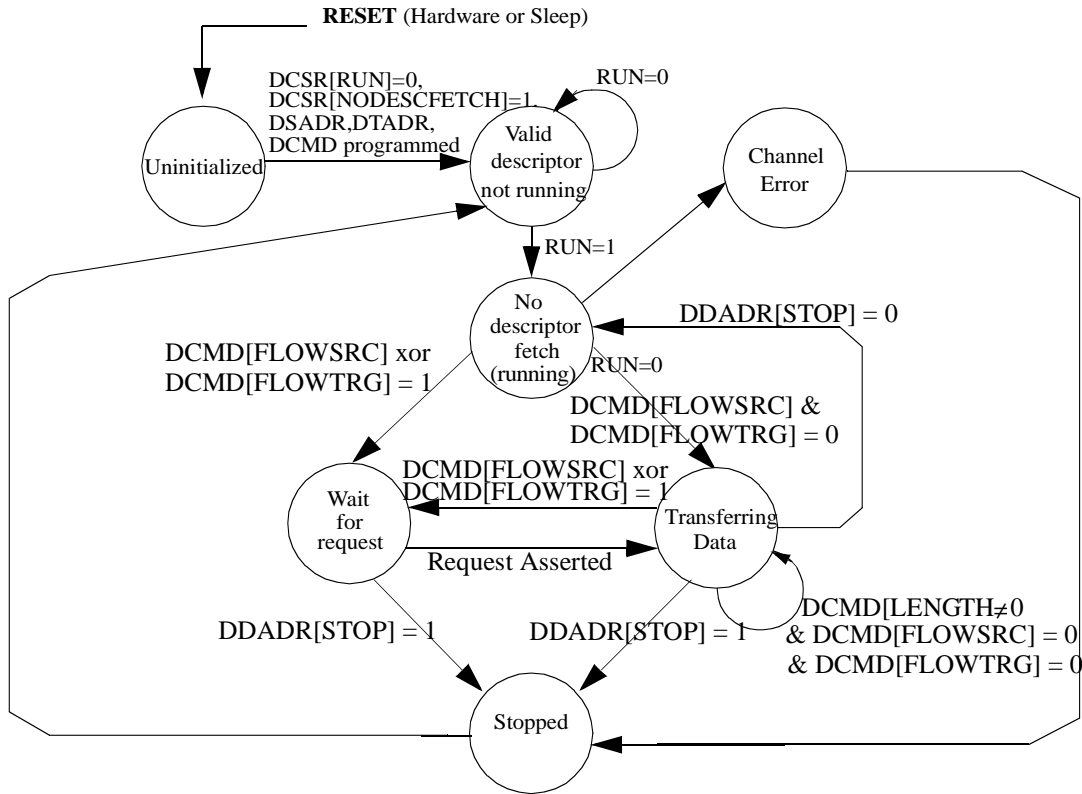 RESET (Hardware or Sleep)
DCSR[RUN]=0,
DCSR[NODESCFETCH]=1,
DSADR,DTADR,
DCMD programmed
RUN=0
Uninitialized
Valid
descriptor
not running
Channel
Error
RUN=1
No
descriptor
fetch
(running)
DDADR[STOP] = 0
DCMD[FLOWSRC] xor
DCMD[FLOWTRG] = 1
RUN=0
DCMD[FLOWSRC] &
DCMD[FLOWTRG] = 0
DCMD[FLOWSRC] xor
DCMD[FLOWTRG] = 1
Wait
for
request
Transferring
Data
Request Asserted
DDADR[STOP] = 1
DDADR[STOP] = 1
DCMD[LENGTH≠0
& DCMD[FLOWSRC] = 0
& DCMD[FLOWTRG] = 0
Stopped